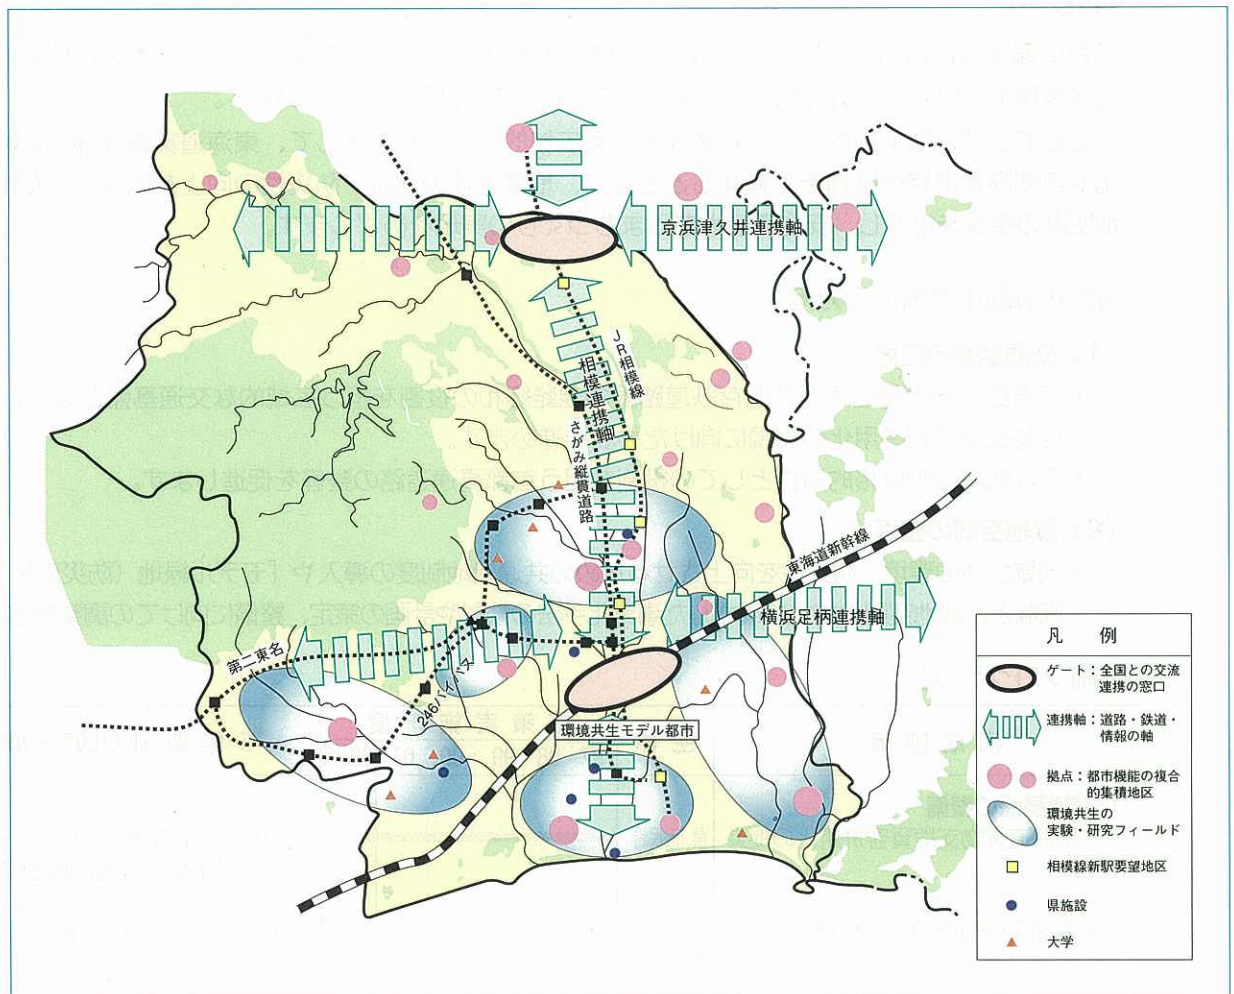 京浜津久井連携軸
JR相模線
相模連携軸
さがみ縦貫道路
東海道新幹線
横浜足柄連携軸
第二東名
246バイパス
環境共生モデル都市
凡 例
ゲート:全国との交流
連携の窓口
連携軸:道路・鉄道・
情報の軸
拠点:都市機能の複合
的集積地区
環境共生の
実験・研究フィールド
相模線新駅要望地区
県施設
大学